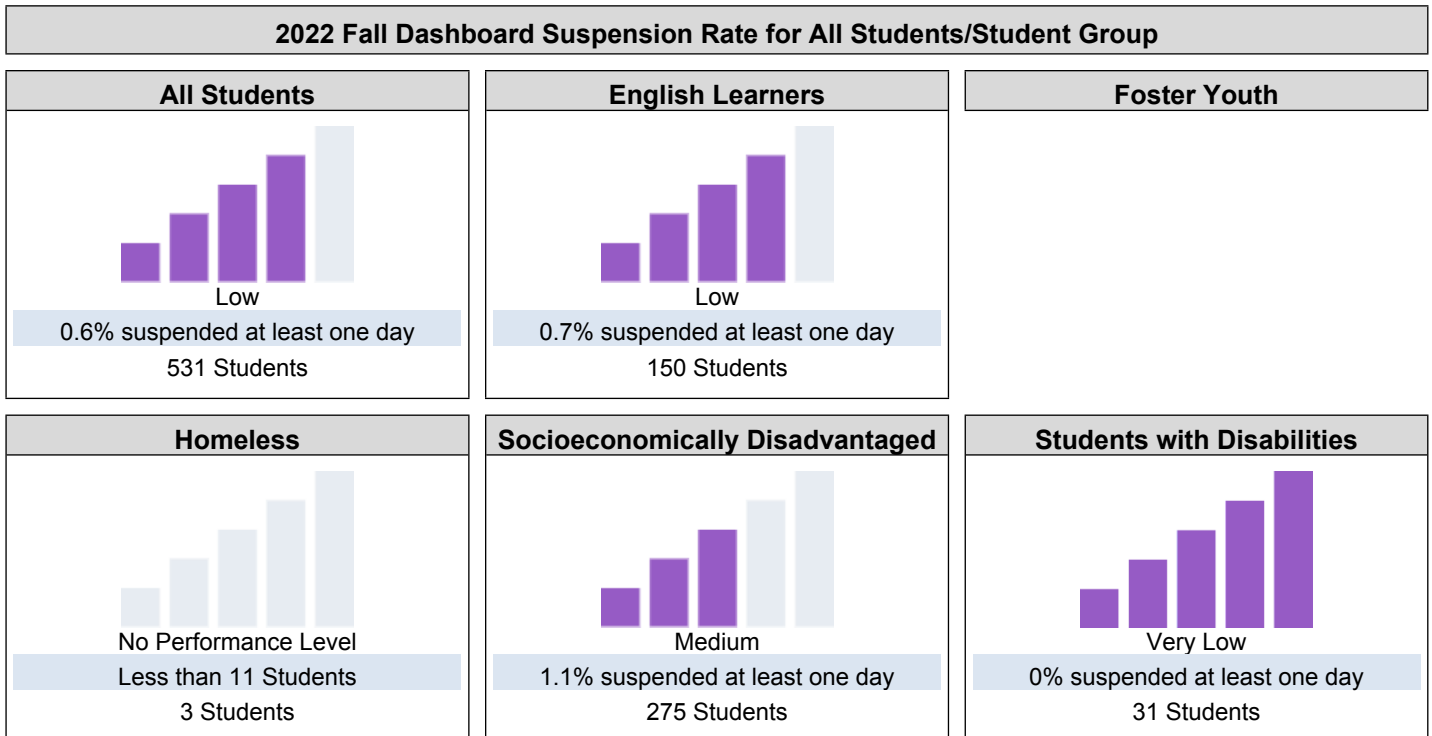 2022 Fall Dashboard Suspension Rate for All Students/Student Group
All Students
Low
0.6% suspended at least one day
531 Students
English Learners
Low
0.7% suspended at least one day
150 Students
Foster Youth
Homeless
No Performance Level
Less than 11 Students
3 Students
Socioeconomically Disadvantaged
Medium
1.1% suspended at least one day
275 Students
Students with Disabilities
Very Low
0% suspended at least one day
31 Students